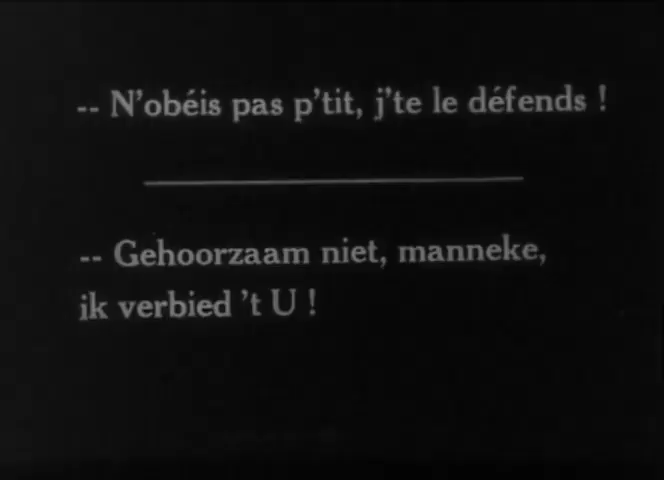 -- N'obéis pas p'tit, j'te le défends !
-- Gehoorzaam niet, manneke,
ik verbied 't U !